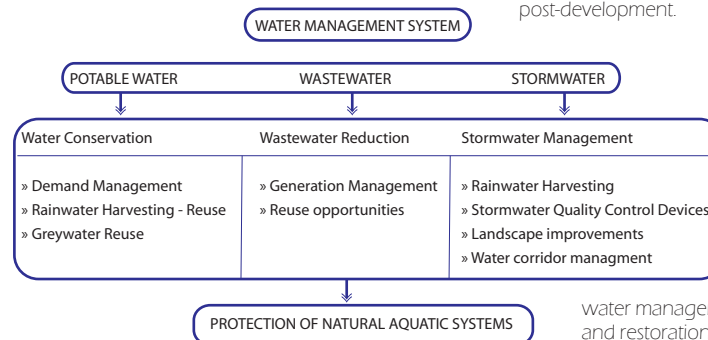 post-development.
WATER MANAGEMENT SYSTEM
POTABLE WATER WASTEWATER STORMWATER
Water Conservation Wastewater Reduction Stormwater Management
» Demand Management
» Rainwater Harvesting - Reuse
» Greywater Reuse
» Generation Management
» Reuse opportunities
» Rainwater Harvesting
» Stormwater Quality Control Devices
» Landscape improvements
» Water corridor managment
PROTECTION OF NATURAL AQUATIC SYSTEMS
and restoration